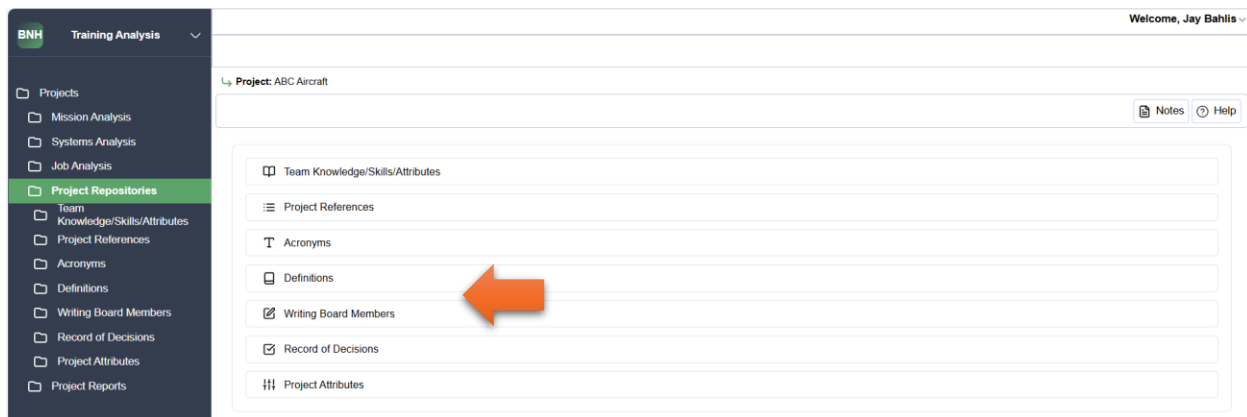 Welcome, Jay Bahlis
BNH Training Analysis
Projects
Mission Analysis
Systems Analysis
Job Analysis
Project Repositories
Team
Knowledge/Skills/Attributes
Project References
Acronyms
Definitions
Writing Board Members
Record of Decisions
Project Attributes
Project Reports
Project: ABC Aircraft
Notes Help
Team Knowledge/Skills/Attributes
Project References
Acronyms
Definitions
Writing Board Members
Record of Decisions
Project Attributes